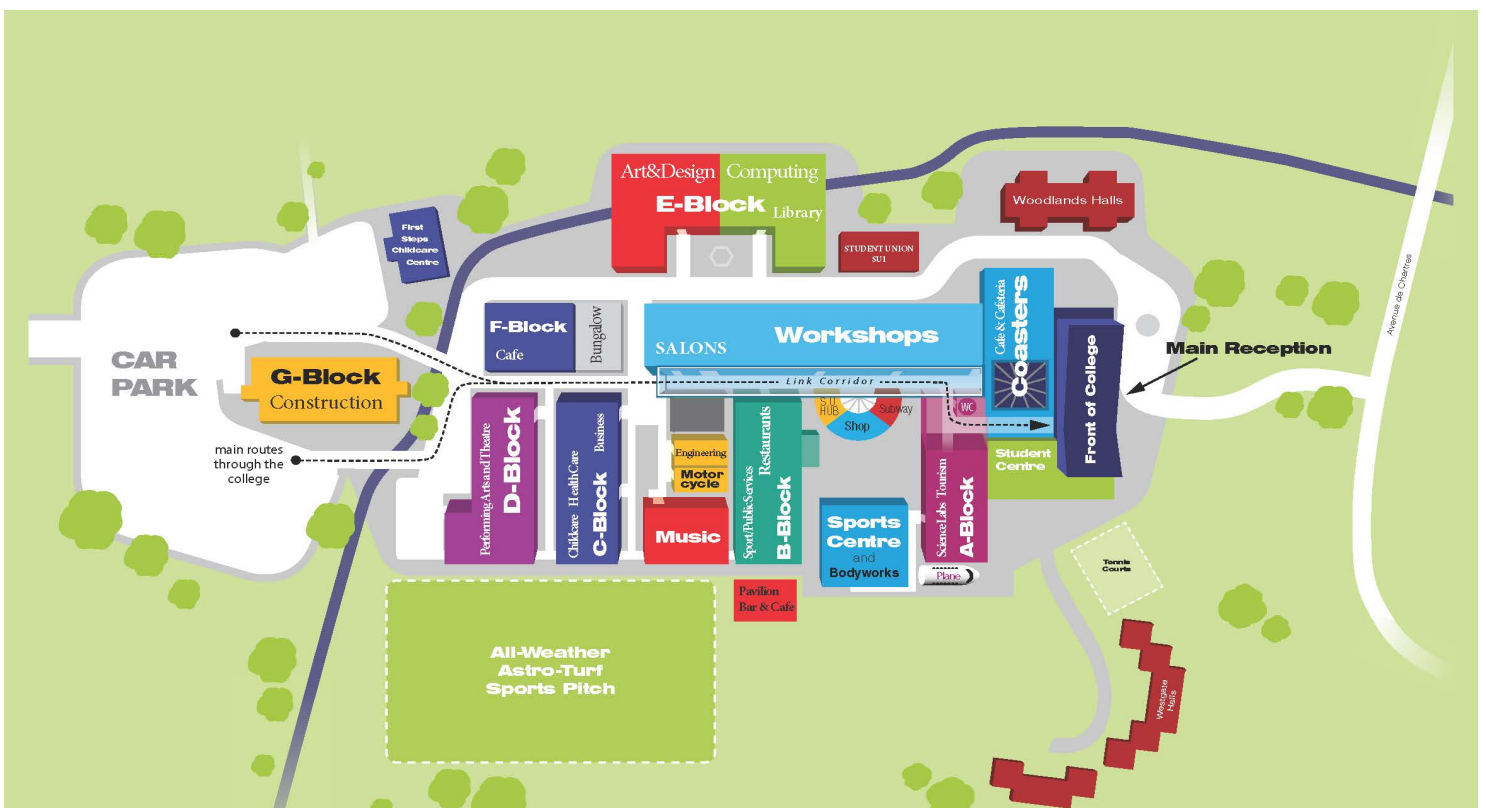 Art&Design
Computing
E-Block
Library
Woodlands Halls
First
Steps
Childcare
Centre
STUDENT UNION
SU1
Avenue de Chartres
F-Block
Cafe
Bungalow
SALONS
Workshops
Cafe & Cafeteria
Coasters
Front of College
Main Reception
CAR
PARK
G-Block
Construction
Link Corridor
SU
HUB
Shop
Subway
WC
main routes
through the
college
Performing Arts and Theatre
D-Block
Childcare Health Care Business
C-Block
Engineering
Motor
cycle
Music
Sport/Public Services
Restaurants
B-Block
Student
Centre
Sports
Centre
and
Bodyworks
Science Labs Tourism
A-Block
Plane
Tennis
Courts
Pavilion
Bar & Cafe
All-Weather
Astro-Turf
Sports Pitch
Westgate
Halls